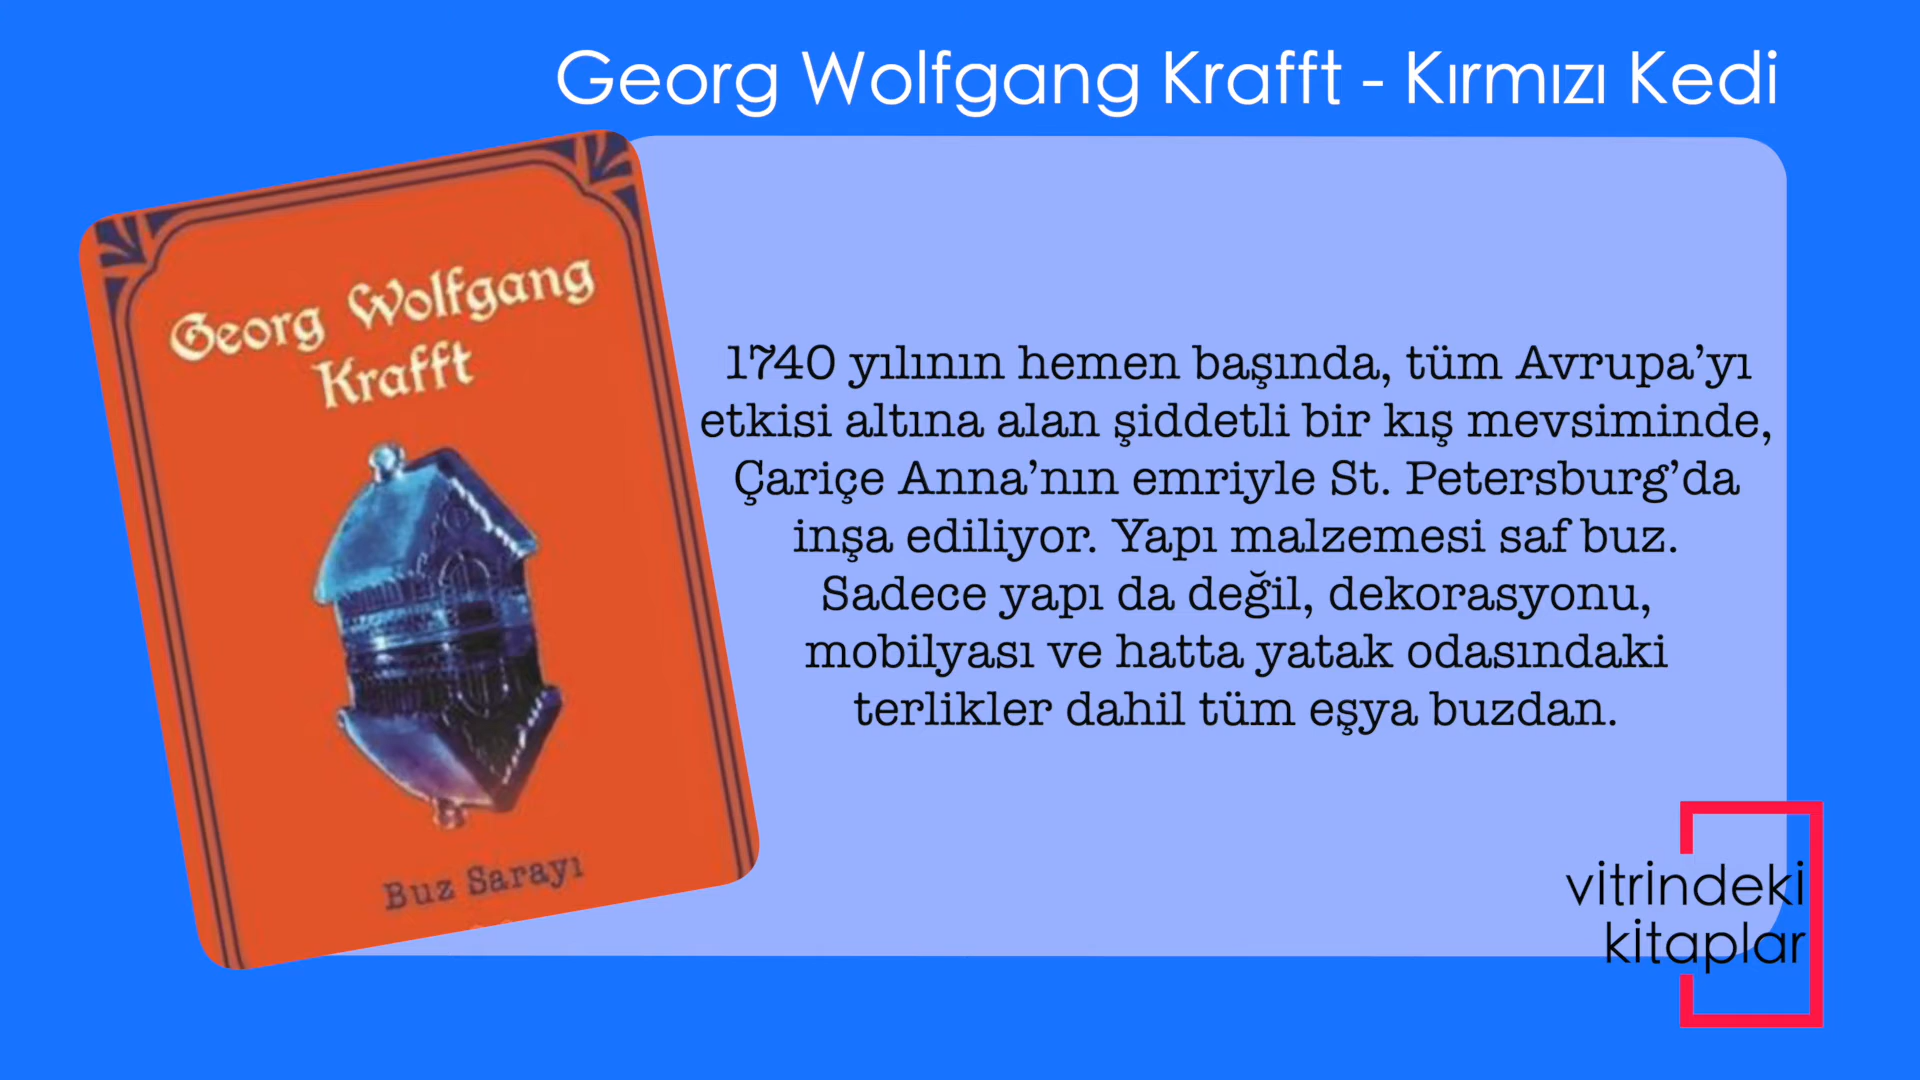 Georg Wolfgang Krafft - Kırmızı Kedi
Georg Wolfgang
Krafft
Buz Sarayı
1740 yılının hemen başında, tüm Avrupa’yı
etkisi altına alan şiddetli bir kış mevsiminde,
Çariçe Anna’nın emriyle St. Petersburg’da
inşa ediliyor. Yapı malzemesi saf buz.
Sadece yapı da değil, dekorasyonu,
mobilyası ve hatta yatak odasındaki
terlikler dahil tüm eşya buzdan.
vitrindeki
kitaplar